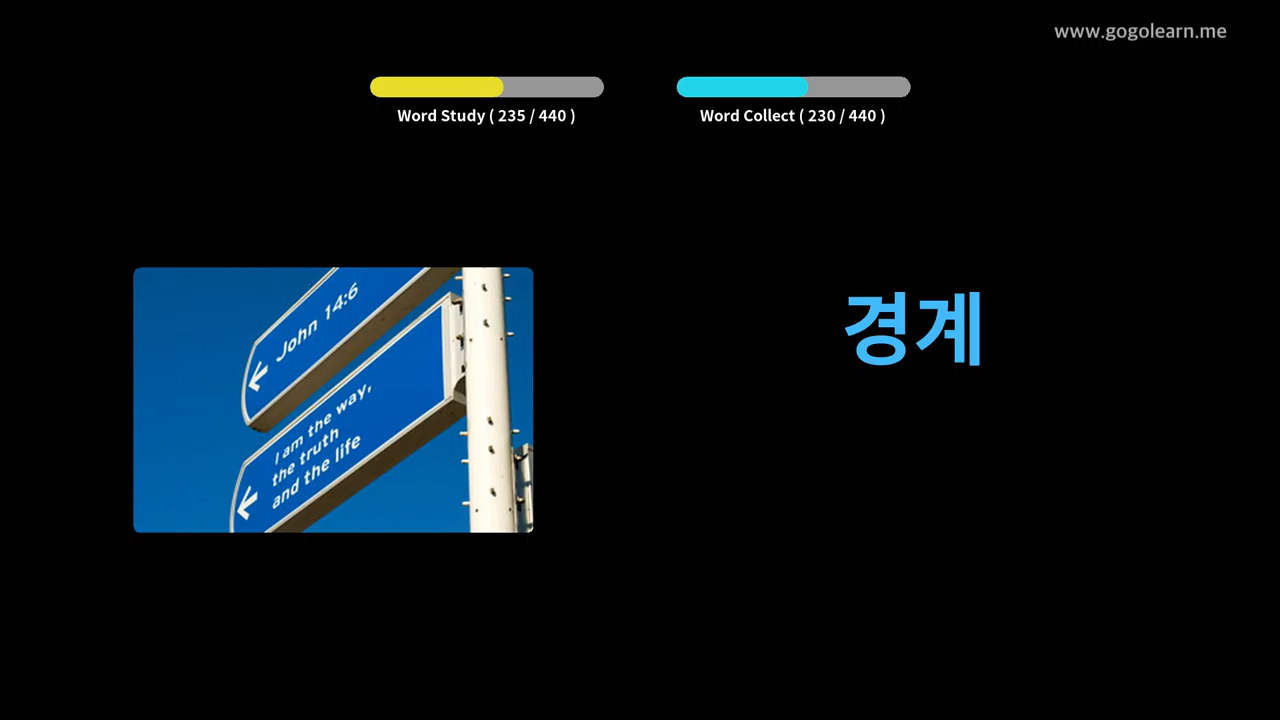 www.gogolearn.me
Word Study ( 235 / 440 )
Word Collect ( 230 / 440 )
John 14:6
I am the way,
the truth
and the life
경계